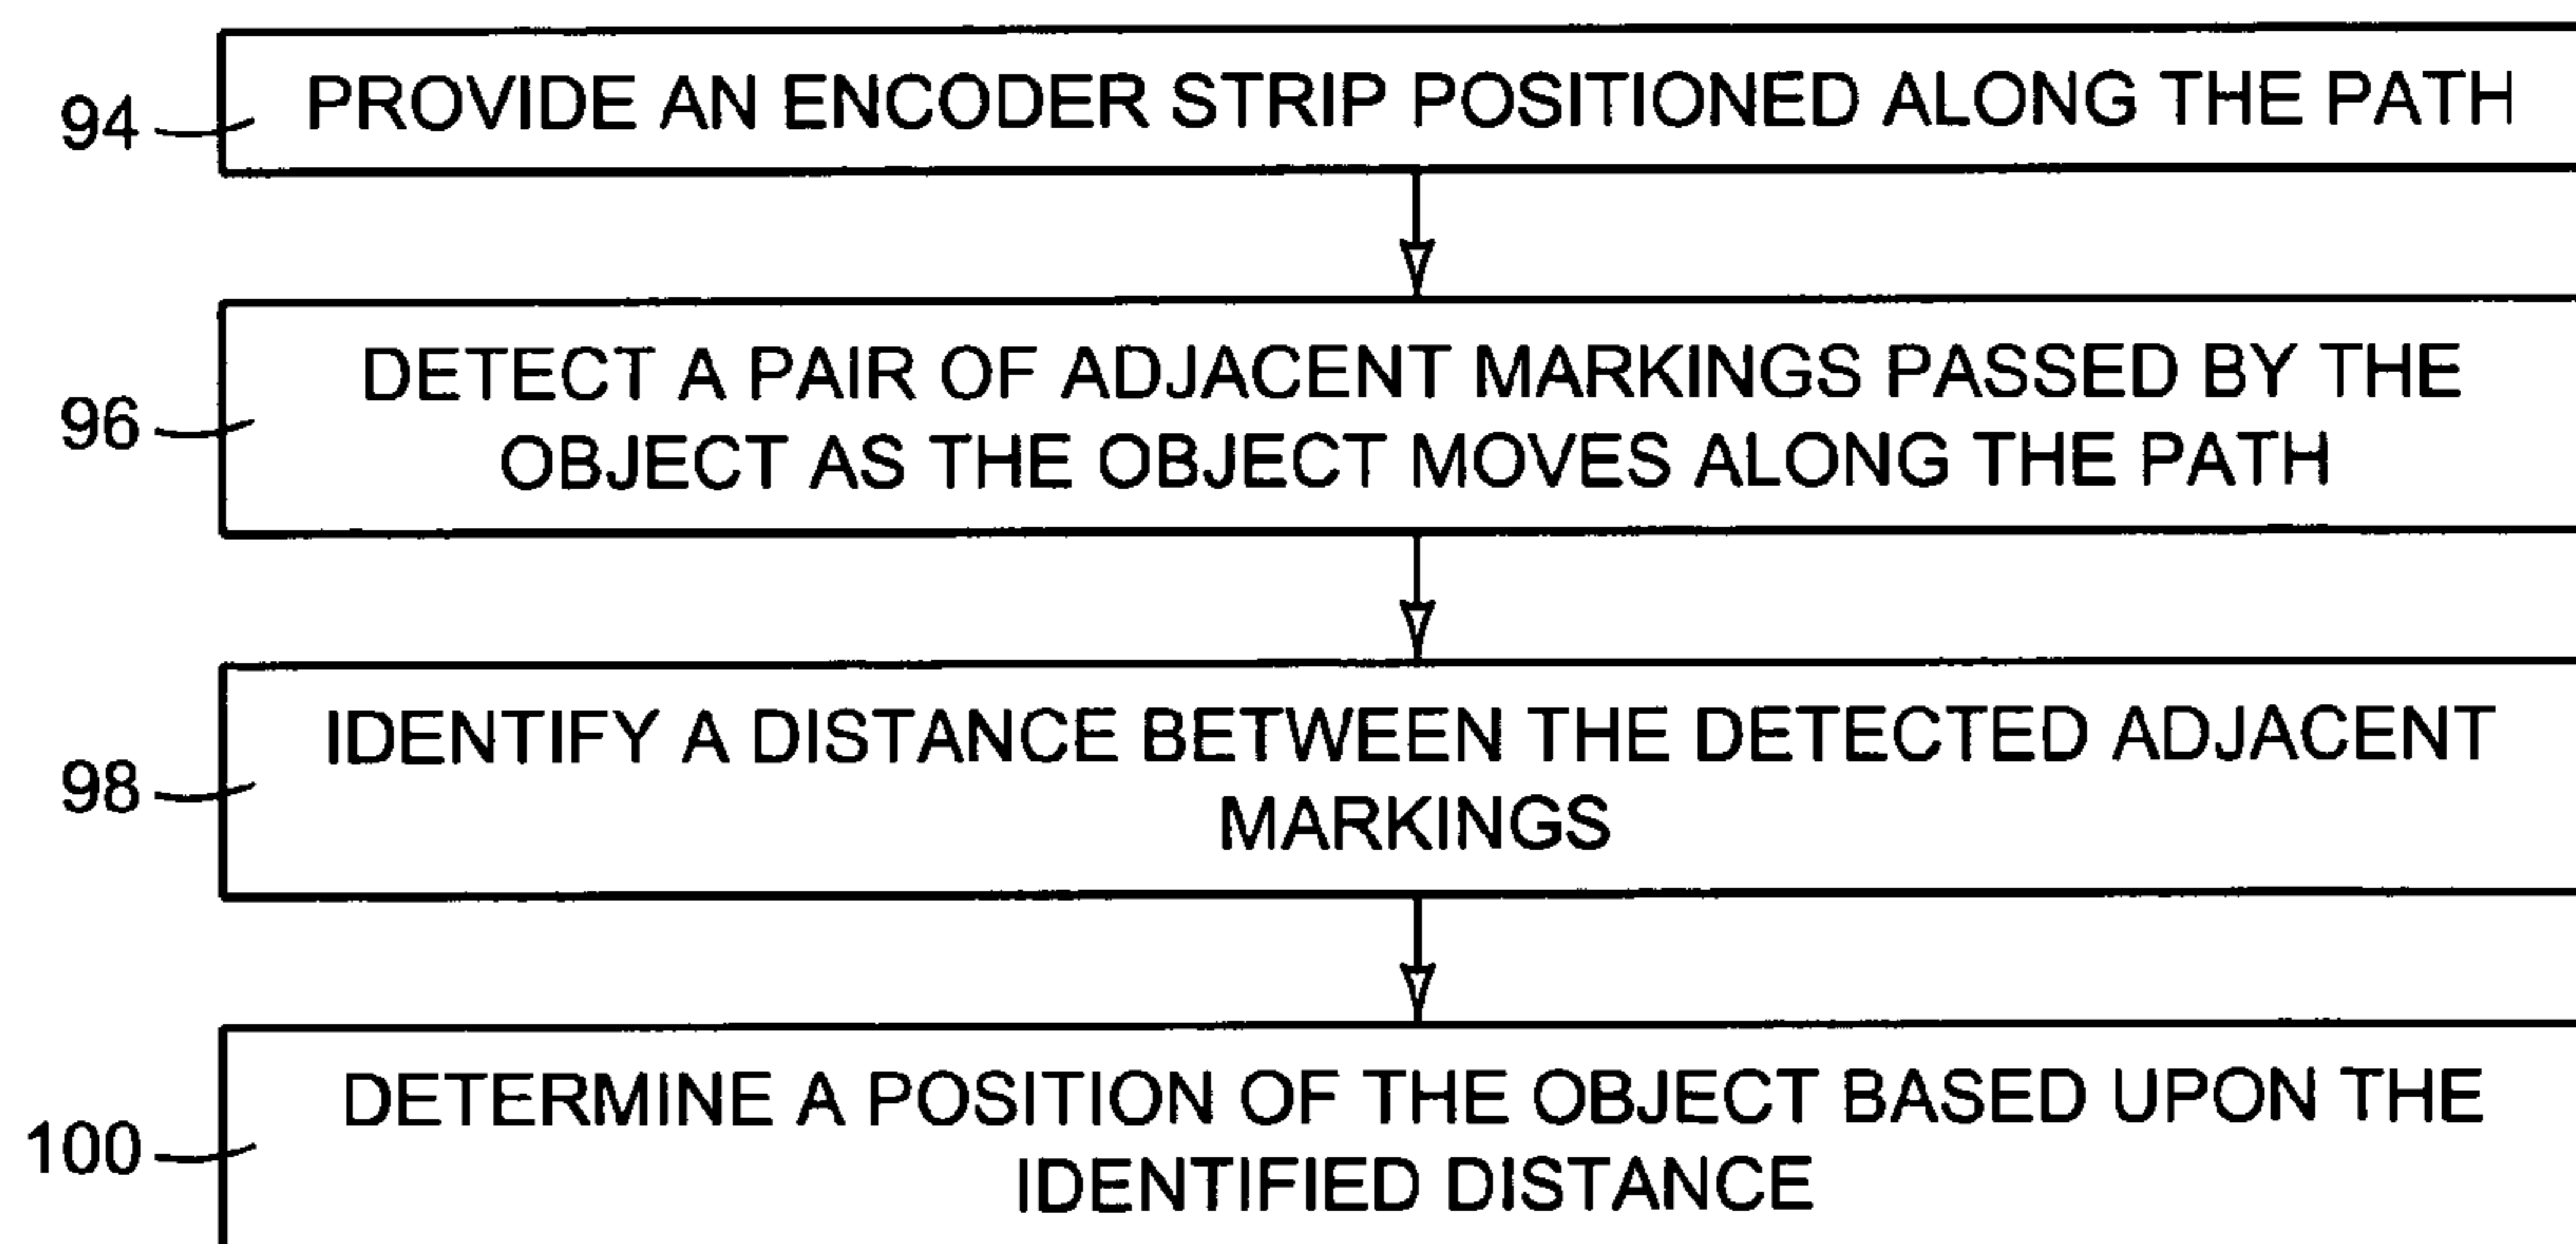 94
PROVIDE AN ENCODER STRIP POSITIONED ALONG THE PATH
96
DETECT A PAIR OF ADJACENT MARKINGS PASSED BY THE
OBJECT AS THE OBJECT MOVES ALONG THE PATH
98
IDENTIFY A DISTANCE BETWEEN THE DETECTED ADJACENT
MARKINGS
100
DETERMINE A POSITION OF THE OBJECT BASED UPON THE
IDENTIFIED DISTANCE